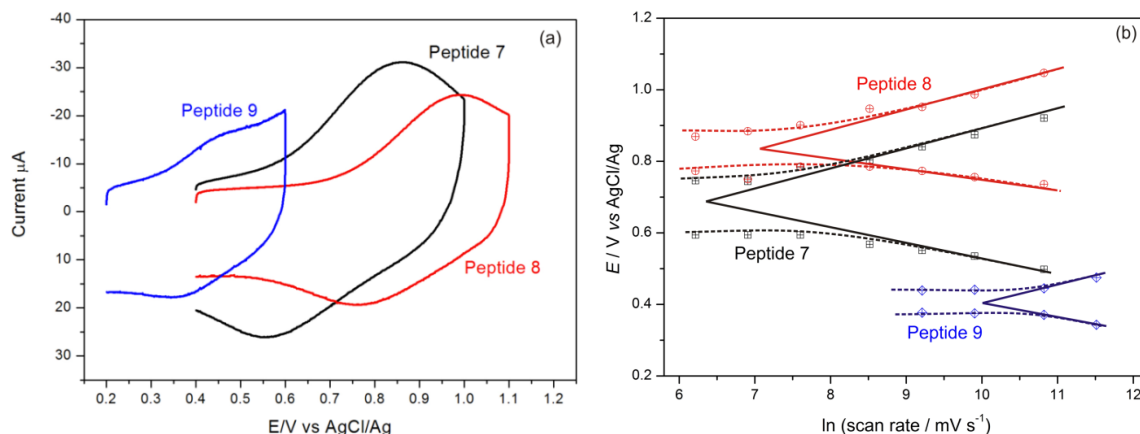 (a)
Peptide 7
Peptide 9
Peptide 8
Current µA
-40
-30
-20
-10
0
10
20
30
0.2 0.3 0.4 0.5 0.6 0.7 0.8 0.9 1.0 1.1 1.2
E/V vs AgCl/Ag
(b)
Peptide 8
Peptide 7
Peptide 9
E / V vs AgCl/Ag
1.2
1.0
0.8
0.6
0.4
0.2
6 7 8 9 10 11 12
ln (scan rate / mV s⁻¹)